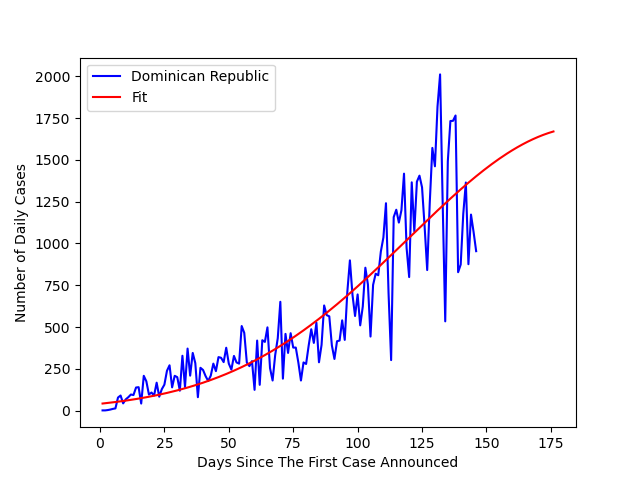 Dominican Republic
Fit
Number of Daily Cases
2000
1750
1500
1250
1000
750
500
250
0
0 25 50 75 100 125 150 175
Days Since The First Case Announced